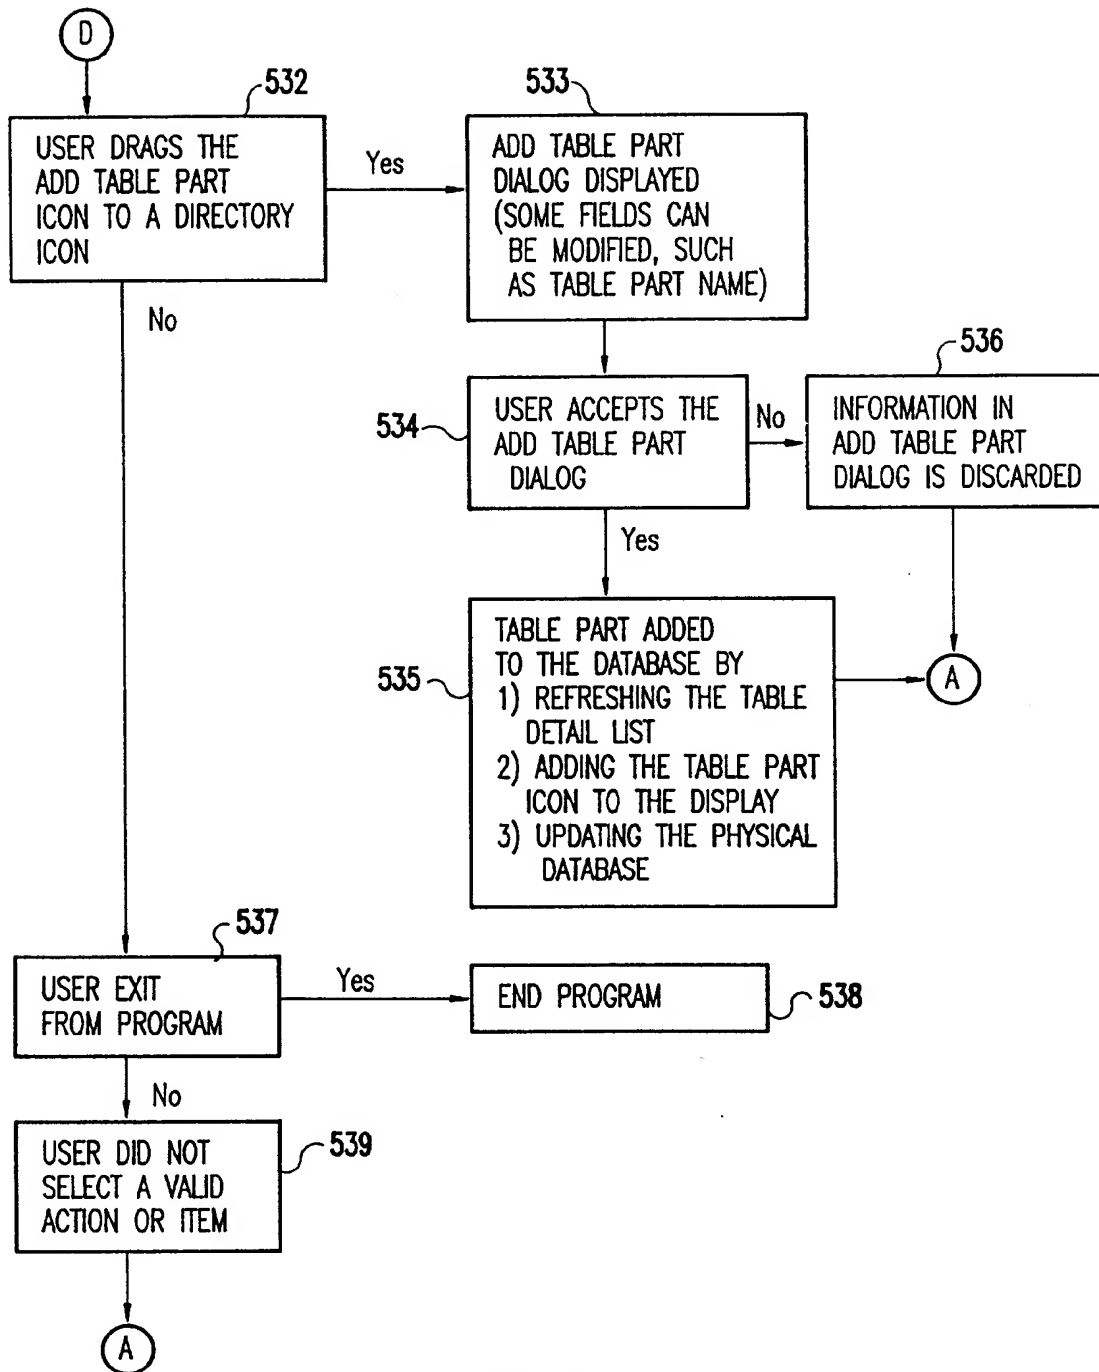 D
532
USER DRAGS THE
ADD TABLE PART
ICON TO A DIRECTORY
ICON
Yes
533
ADD TABLE PART
DIALOG DISPLAYED
(SOME FIELDS CAN
BE MODIFIED, SUCH
AS TABLE PART NAME)
No
534
USER ACCEPTS THE
ADD TABLE PART
DIALOG
No
536
INFORMATION IN
ADD TABLE PART
DIALOG IS DISCARDED
Yes
535
TABLE PART ADDED
TO THE DATABASE BY
1) REFRESHING THE TABLE
DETAIL LIST
2) ADDING THE TABLE PART
ICON TO THE DISPLAY
3) UPDATING THE PHYSICAL
DATABASE
A
537
USER EXIT
FROM PROGRAM
Yes
END PROGRAM
538
No
539
USER DID NOT
SELECT A VALID
ACTION OR ITEM
A